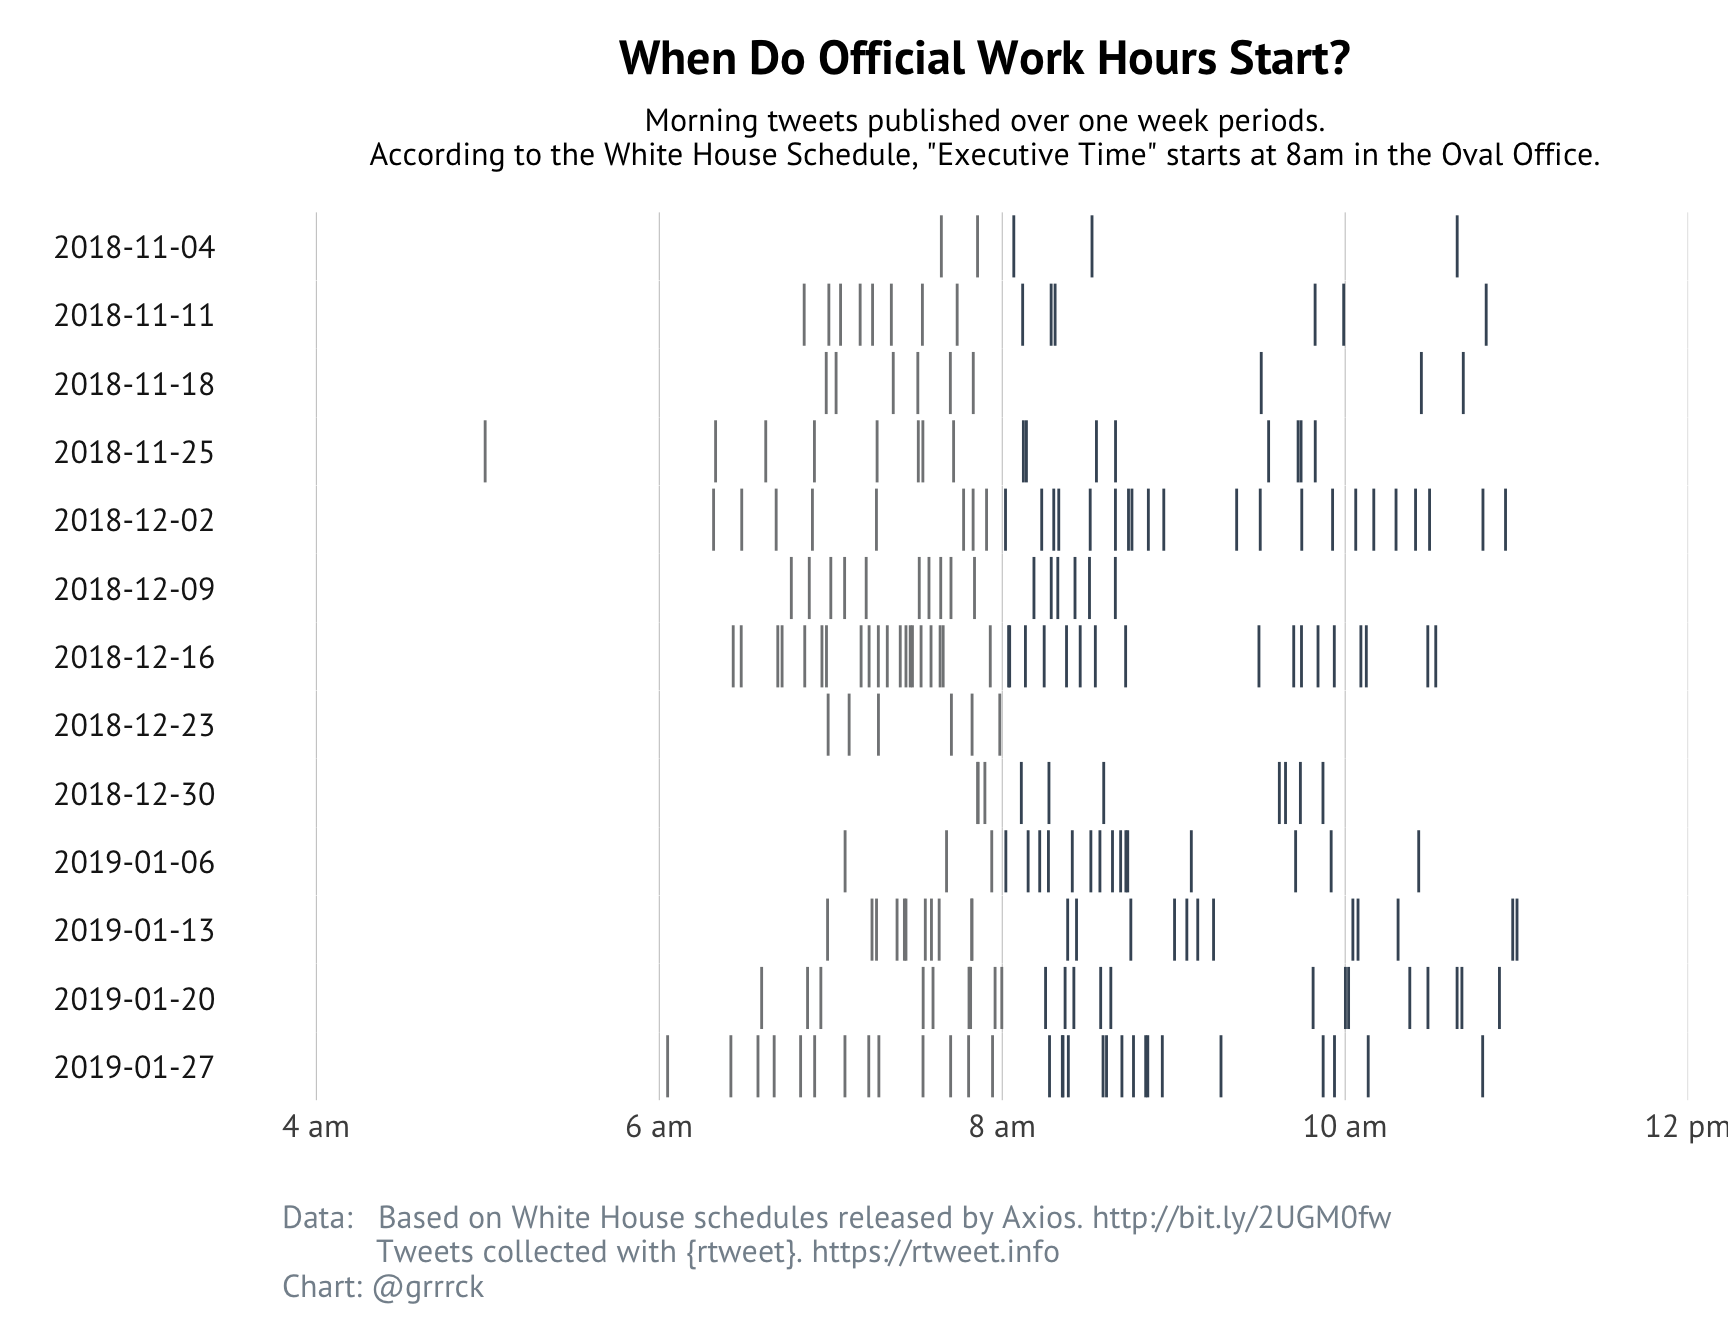 When Do Official Work Hours Start?
Morning tweets published over one week periods.
According to the White House Schedule, "Executive Time" starts at 8am in the Oval Office.
2018-11-04
2018-11-11
2018-11-18
2018-11-25
2018-12-02
2018-12-09
2018-12-16
2018-12-23
2018-12-30
2019-01-06
2019-01-13
2019-01-20
2019-01-27
4 am 6 am 8 am 10 am 12 pm
Data: Based on White House schedules released by Axios. http://bit.ly/2UGM0fw
Tweets collected with {rtweet}. https://rtweet.info
Chart: @grrrck